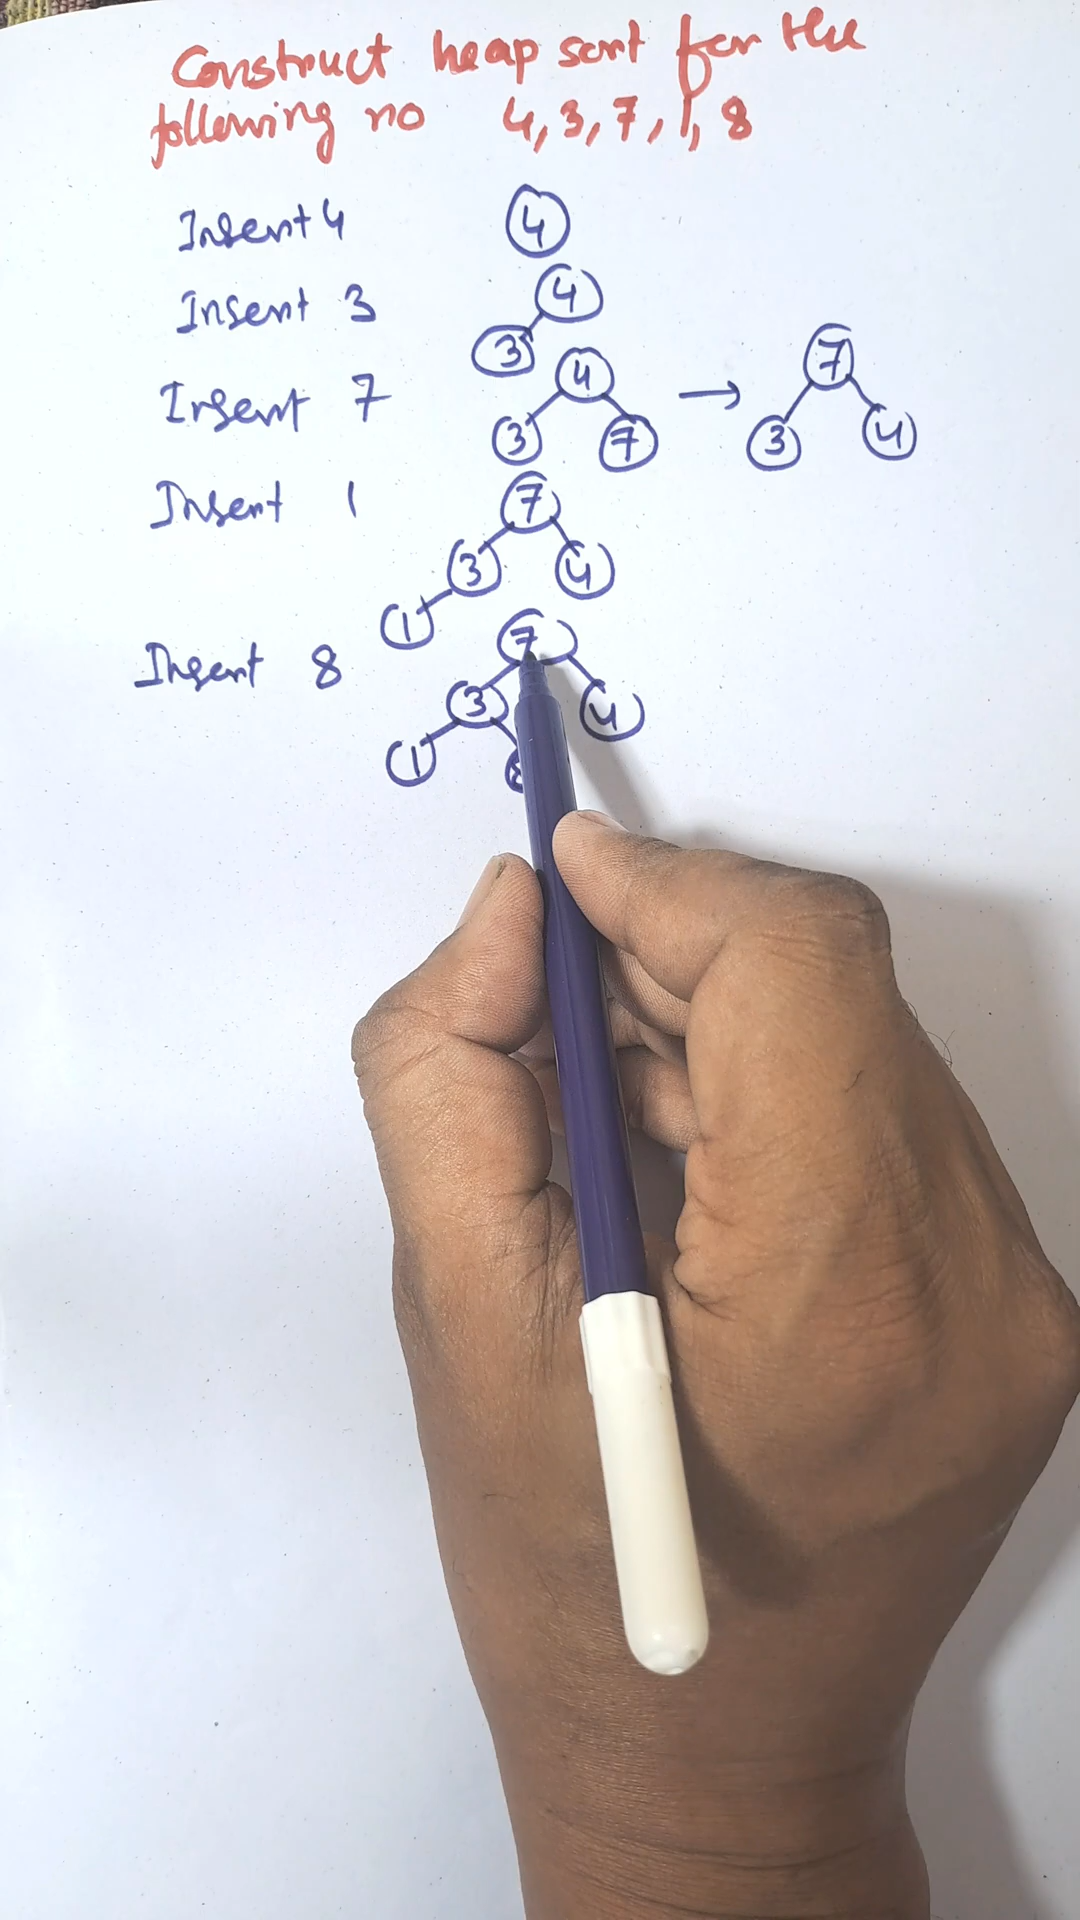 Construct heap sort for the
following no 4, 3, 7, 1, 8
Insert 4 4
Insert 3 4
3
Insert 7 4 → 7
3 7 3 4
Insert 1 7
3 4
1
Insert 8 7
3 4
1